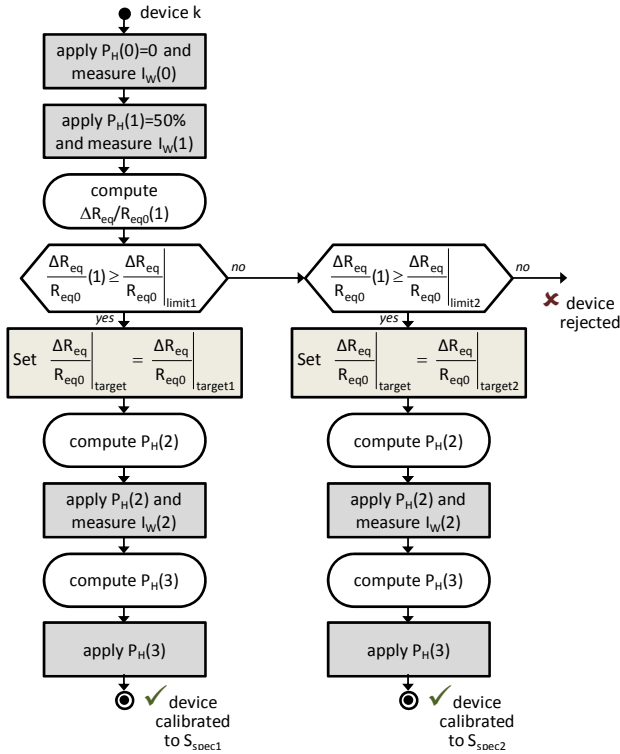 device k
apply P_H(0)=0 and
measure I_W(0)
apply P_H(1)=50%
and measure I_W(1)
compute
ΔR_eq/R_eq0(1)
ΔR_eq/R_eq0 (1) ≥ ΔR_eq/R_eq0 |limit1
no
yes
Set ΔR_eq/R_eq0 |target = ΔR_eq/R_eq0 |target1
compute P_H(2)
apply P_H(2) and
measure I_W(2)
compute P_H(3)
apply P_H(3)
✓ device
calibrated
to S_spec1
ΔR_eq/R_eq0 (1) ≥ ΔR_eq/R_eq0 |limit2
no
✘ device
rejected
yes
Set ΔR_eq/R_eq0 |target = ΔR_eq/R_eq0 |target2
compute P_H(2)
apply P_H(2) and
measure I_W(2)
compute P_H(3)
apply P_H(3)
✓ device
calibrated
to S_spec2